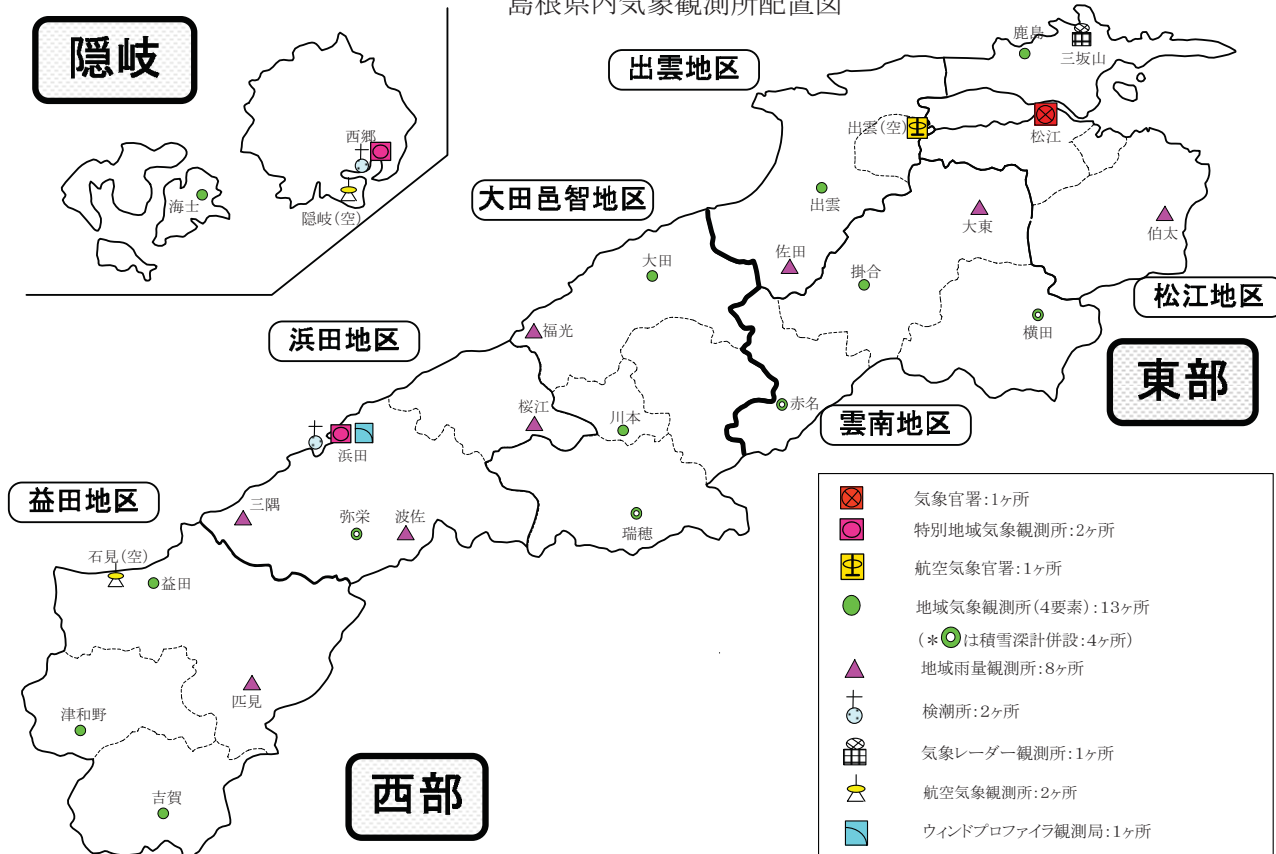 島根県内気象観測所配置図
隠岐
西郷
海士
隠岐(空)
出雲地区
鹿島
三坂山
出雲(空)
松江
大田邑智地区
出雲
大東
伯太
佐田
掛合
大田
松江地区
横田
福光
浜田地区
東部
赤名
桜江
川本
雲南地区
浜田
益田地区
三隅
弥栄
波佐
瑞穂
石見(空)
益田
匹見
津和野
吉賀
西部
気象官署:1ヶ所
特別地域気象観測所:2ヶ所
航空気象官署:1ヶ所
地域気象観測所(4要素):13ヶ所
(*◎は積雪深計併設:4ヶ所)
地域雨量観測所:8ヶ所
検潮所:2ヶ所
気象レーダー観測所:1ヶ所
航空気象観測所:2ヶ所
ウィンドプロファイラ観測局:1ヶ所